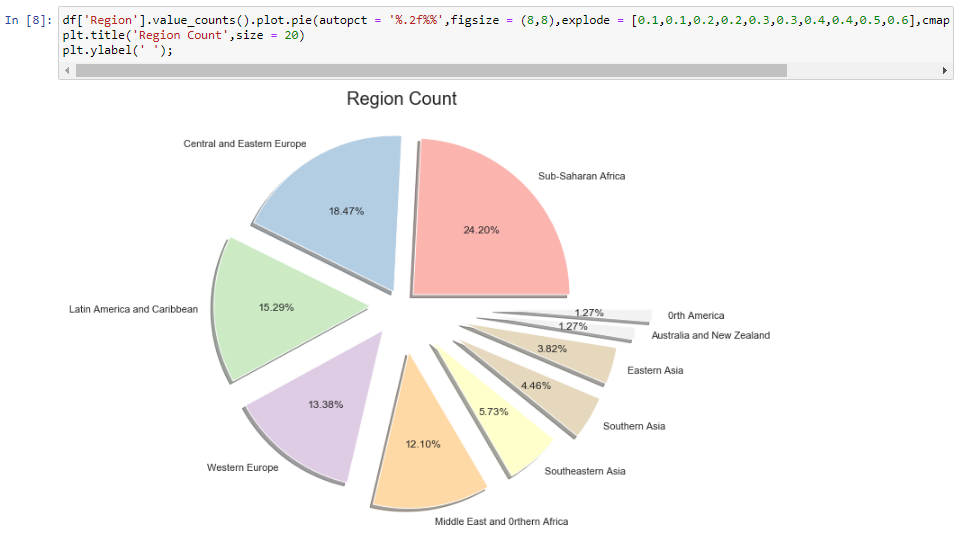 In [8]: df['Region'].value_counts().plot.pie(autopct = '%.2f%%',figsize = (8,8),explode = [0.1,0.1,0.2,0.2,0.3,0.3,0.4,0.4,0.5,0.6],cmap
plt.title('Region Count',size = 20)
plt.ylabel(' ');
Region Count
Central and Eastern Europe
Sub-Saharan Africa
18.47%
24.20%
Latin America and Caribbean
15.29%
1.27%
0rth America
1.27%
Australia and New Zealand
3.82%
Eastern Asia
4.46%
13.38%
5.73%
Southern Asia
12.10%
Western Europe
Southeastern Asia
Middle East and 0rthern Africa